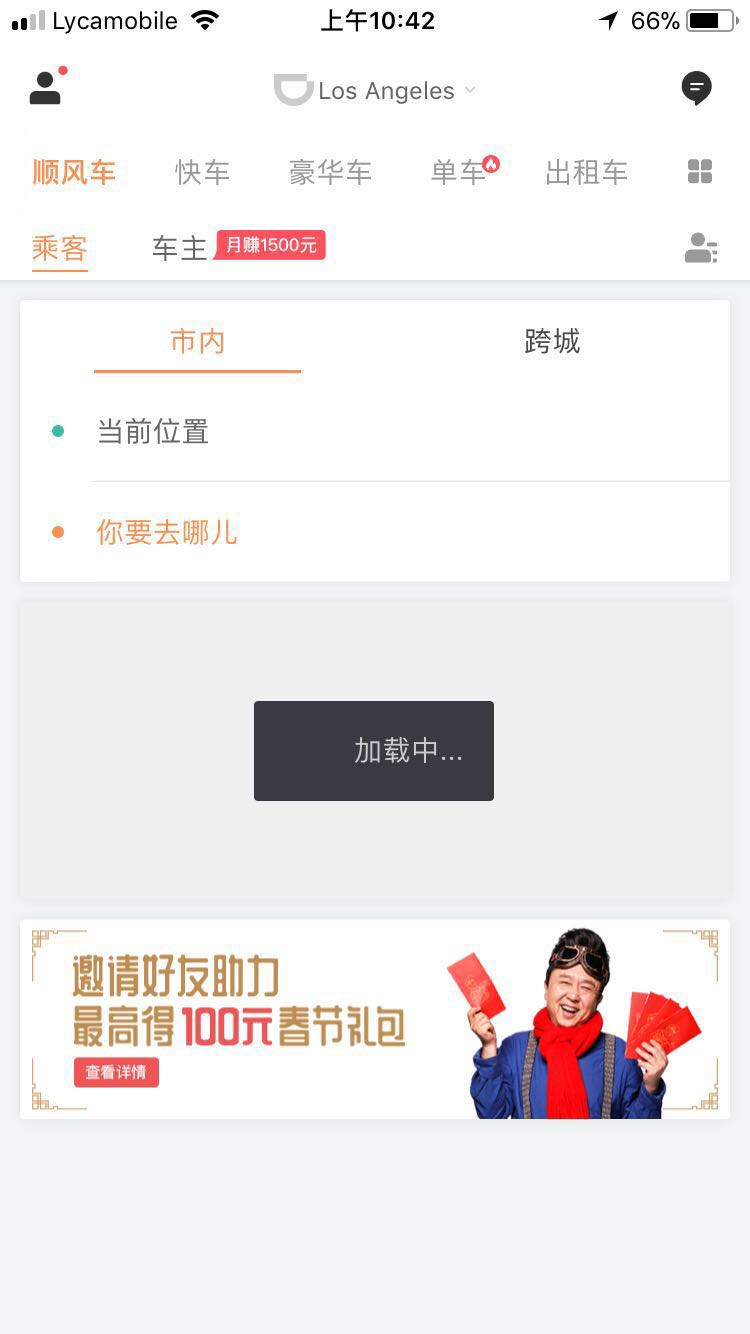 Lycamobile 上午10:42 66%
Los Angeles
顺风车 快车 豪华车 单车 出租车
乘客 车主 月赚1500元
市内 跨城
当前位置
你要去哪儿
加载中...
邀请好友助力
最高得100元春节礼包
查看详情